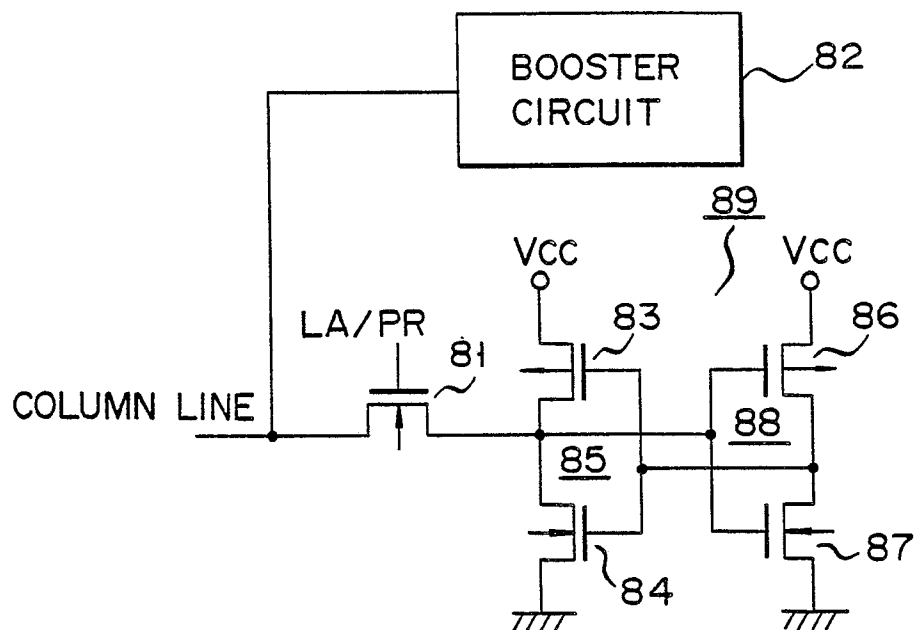 BOOSTER
CIRCUIT
82
89
VCC
VCC
83
86
LA/PR
81
COLUMN LINE
88
85
84
87